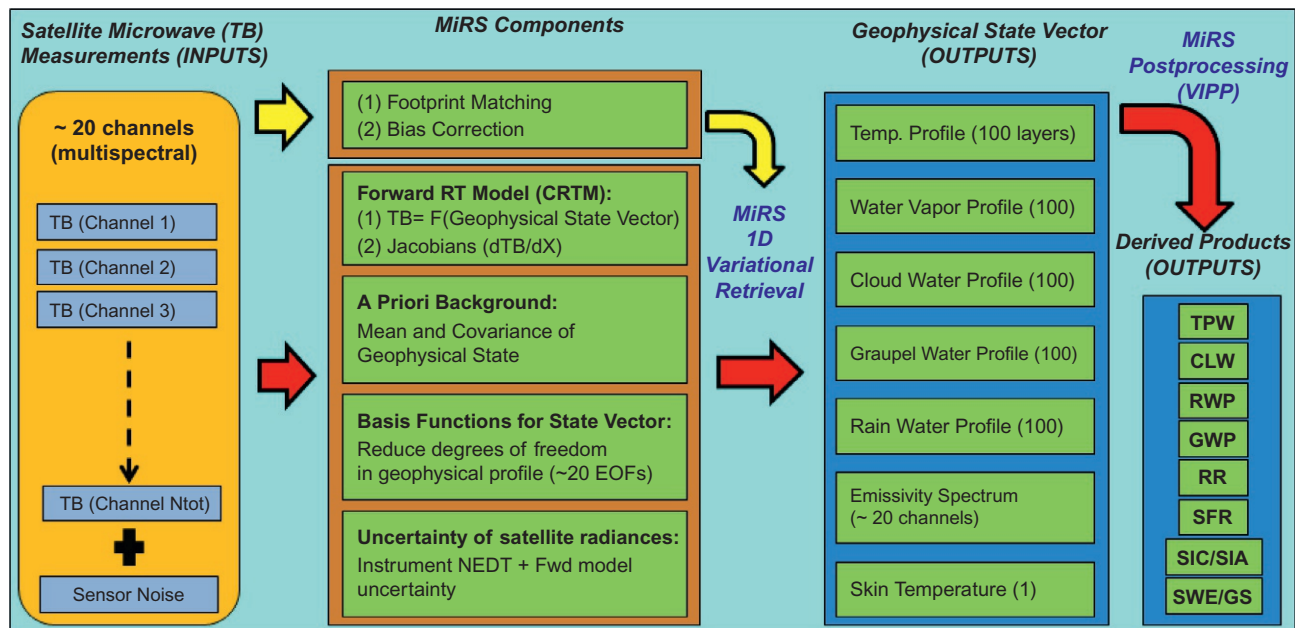 Satellite Microwave (TB)
Measurements (INPUTS)
~ 20 channels
(multispectral)
TB (Channel 1)
TB (Channel 2)
TB (Channel 3)
TB (Channel Ntot)
Sensor Noise
MiRS Components
(1) Footprint Matching
(2) Bias Correction
Forward RT Model (CRTM):
(1) TB= F(Geophysical State Vector)
(2) Jacobians (dTB/dX)
A Priori Background:
Mean and Covariance of
Geophysical State
Basis Functions for State Vector:
Reduce degrees of freedom
in geophysical profile (~20 EOFs)
Uncertainty of satellite radiances:
Instrument NEDT + Fwd model
uncertainty
MiRS
1D
Variational
Retrieval
Geophysical State Vector
(OUTPUTS)
Temp. Profile (100 layers)
Water Vapor Profile (100)
Cloud Water Profile (100)
Graupel Water Profile (100)
Rain Water Profile (100)
Emissivity Spectrum
(~ 20 channels)
Skin Temperature (1)
MiRS
Postprocessing
(VIPP)
Derived Products
(OUTPUTS)
TPW
CLW
RWP
GWP
RR
SFR
SIC/SIA
SWE/GS